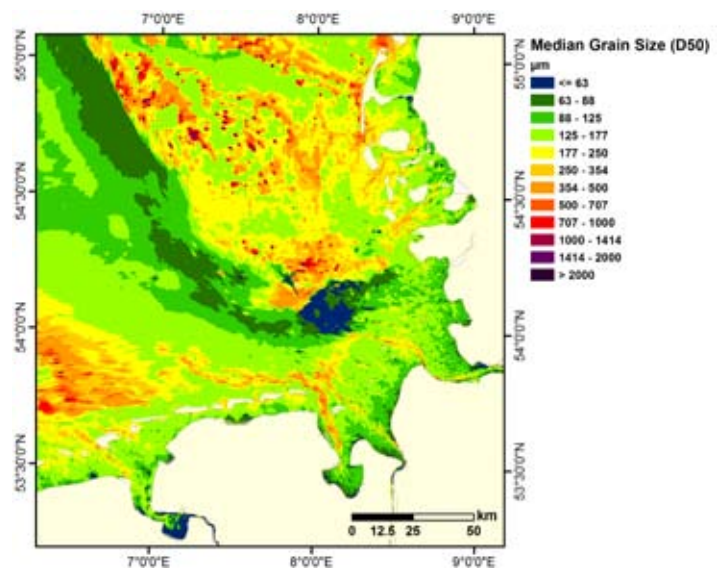 7°0'0"E 8°0'0"E 9°0'0"E
55°0'0"N
54°30'0"N
54°0'0"N
53°30'0"N
55°0'0"N
54°30'0"N
54°0'0"N
53°30'0"N
7°0'0"E 8°0'0"E 9°0'0"E
km
0 12.5 25 50
Median Grain Size (D50)
µm
<= 63
63 - 88
88 - 125
125 - 177
177 - 250
250 - 354
354 - 500
500 - 707
707 - 1000
1000 - 1414
1414 - 2000
> 2000